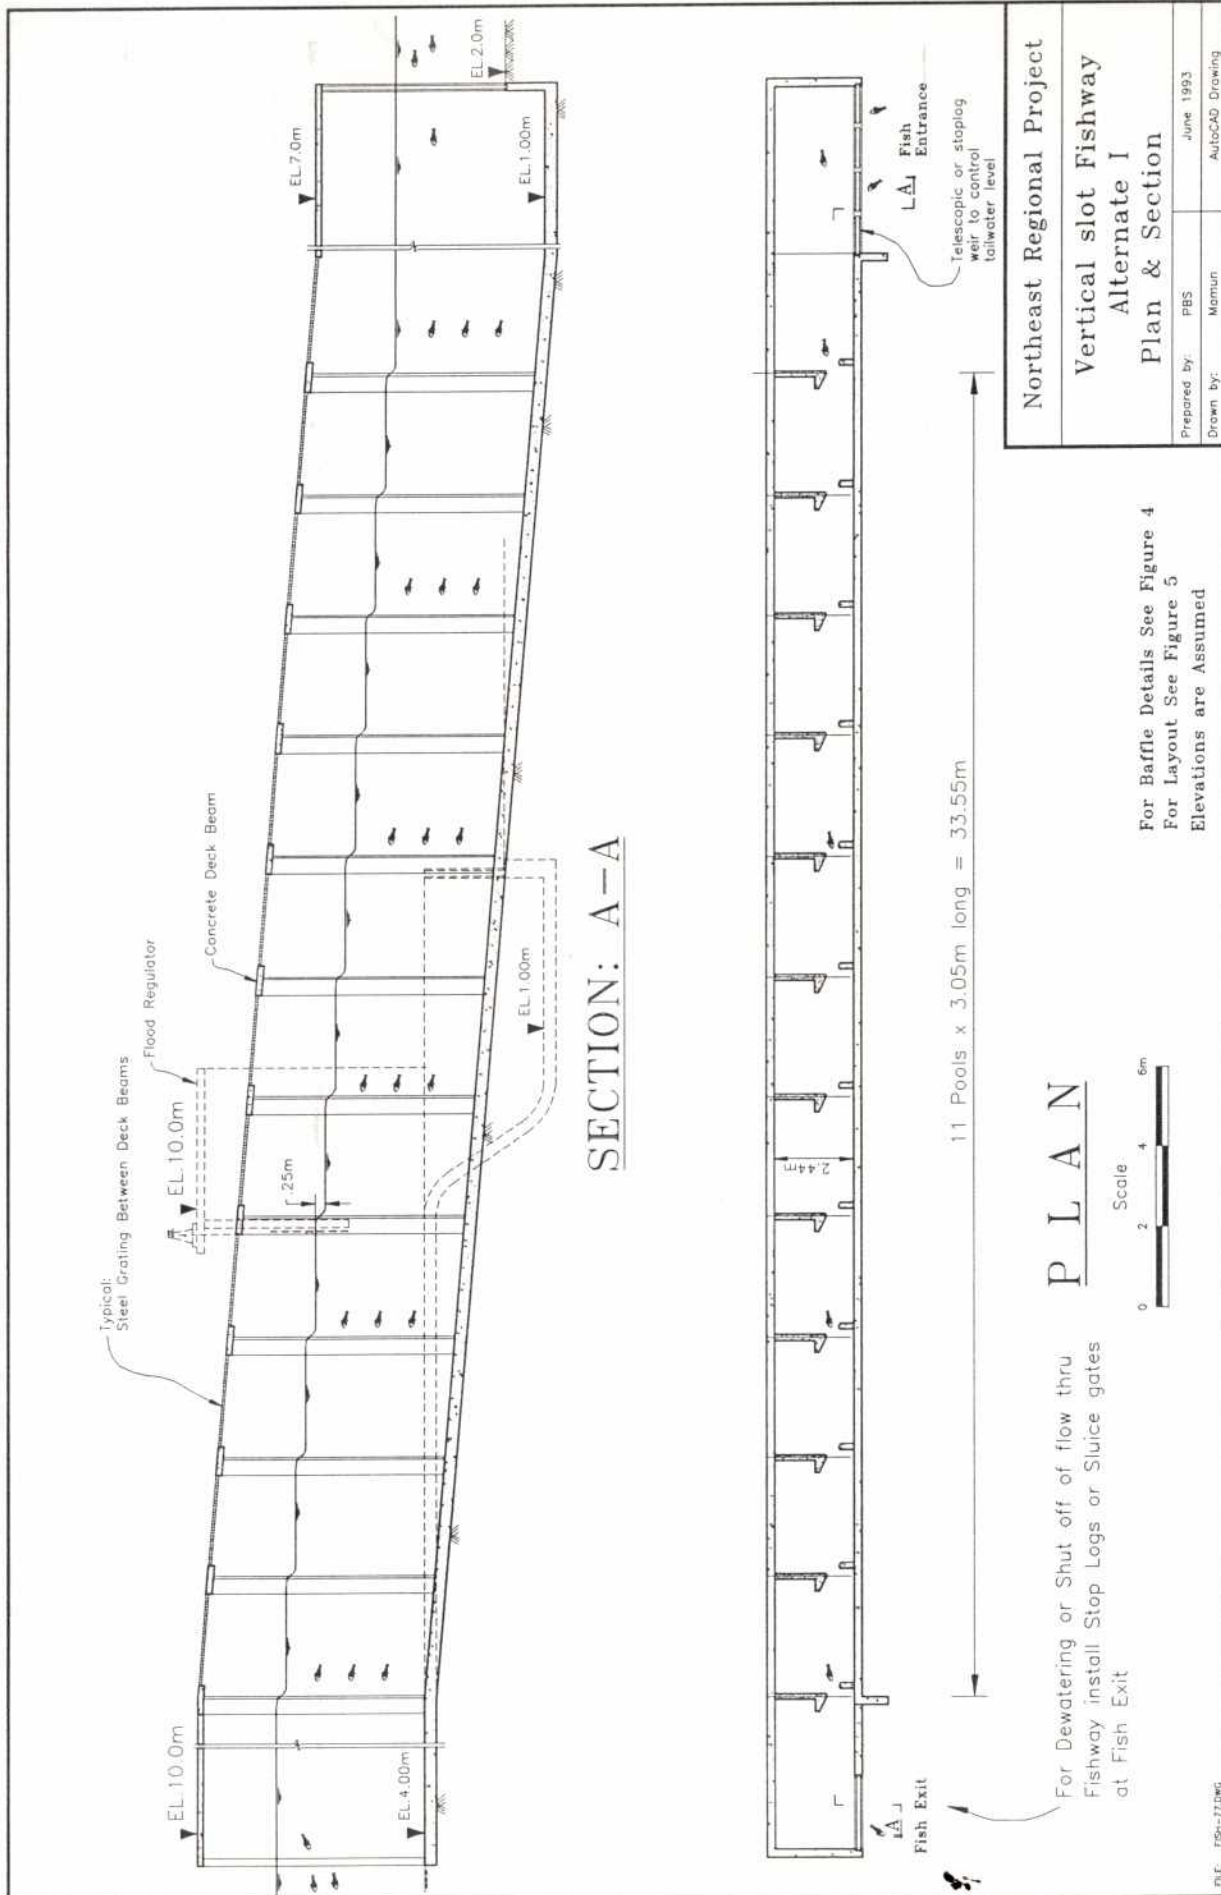 EL.10.0m
EL.4.00m
Typical:
Steel Grating Between Deck Beams
Flood Regulator
EL.10.0m
.25m
Concrete Deck Beam
EL.1.00m
EL.7.0m
EL.1.00m
EL.2.0m
SECTION: A-A
A
Fish Exit
2.44m
A
Fish
Entrance
Telescopic or stoplog
weir to control
tailwater level
11 Pools x 3.05m long = 33.55m
For Dewatering or Shut off of flow thru
Fishway install Stop Logs or Sluice gates
at Fish Exit
PLAN
Scale
0 2 4 6m
For Baffle Details See Figure 4
For Layout See Figure 5
Elevations are Assumed
Northeast Regional Project
Vertical slot Fishway
Alternate I
Plan & Section
Prepared by: PBS June 1993
Drawn by: Mamun AutoCAD Drawing
FILE: FISH-77.DWG